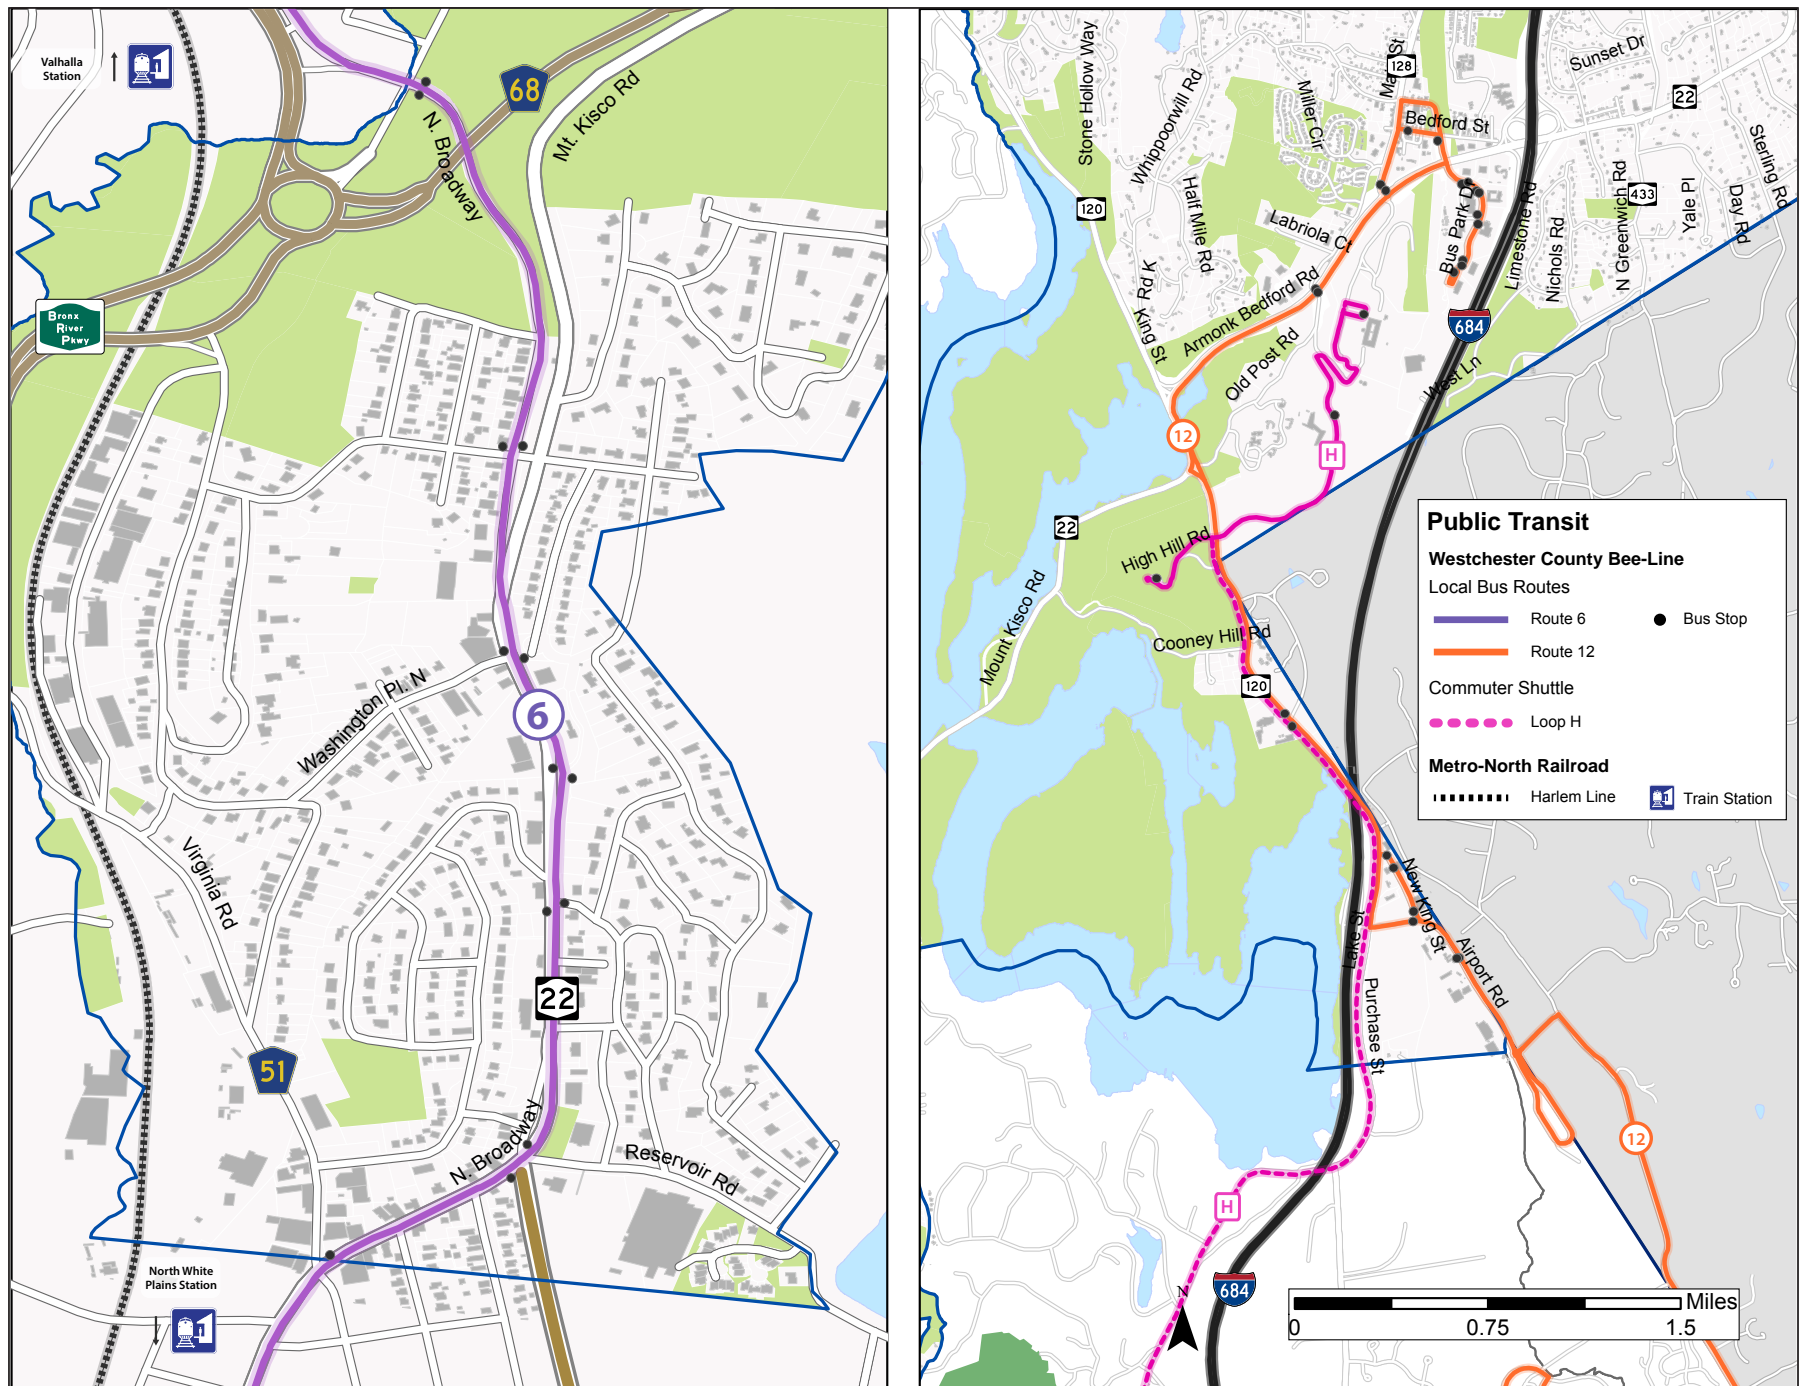 Valhalla
Station
68
Mt. Kisco Rd
N. Broadway
Bronx
River
Pkwy
Washington Pl. N
6
Virginia Rd
22
51
N. Broadway
Reservoir Rd
North White
Plains Station
Stone Hollow Way
Whippoorwill Rd
Miller Cir
128
Bedford St
Sunset Dr
22
Sterling Rd
120
Half Mile Rd
Labriola Ct
Bus Park Dr
Limestone Rd
Nichols Rd
N Greenwich Rd
433
Yale Pl
Day Rd
King St
Armonk Bedford Rd
Old Post Rd
684
West Ln
12
H
22
High Hill Rd
Mount Kisco Rd
Cooney Hill Rd
120
Public Transit
Westchester County Bee-Line
Local Bus Routes
Route 6
Bus Stop
Route 12
Commuter Shuttle
Loop H
Metro-North Railroad
Harlem Line
Train Station
New King St
Lake St
Airport Rd
Purchase St
12
H
684
N
Miles
0 0.75 1.5